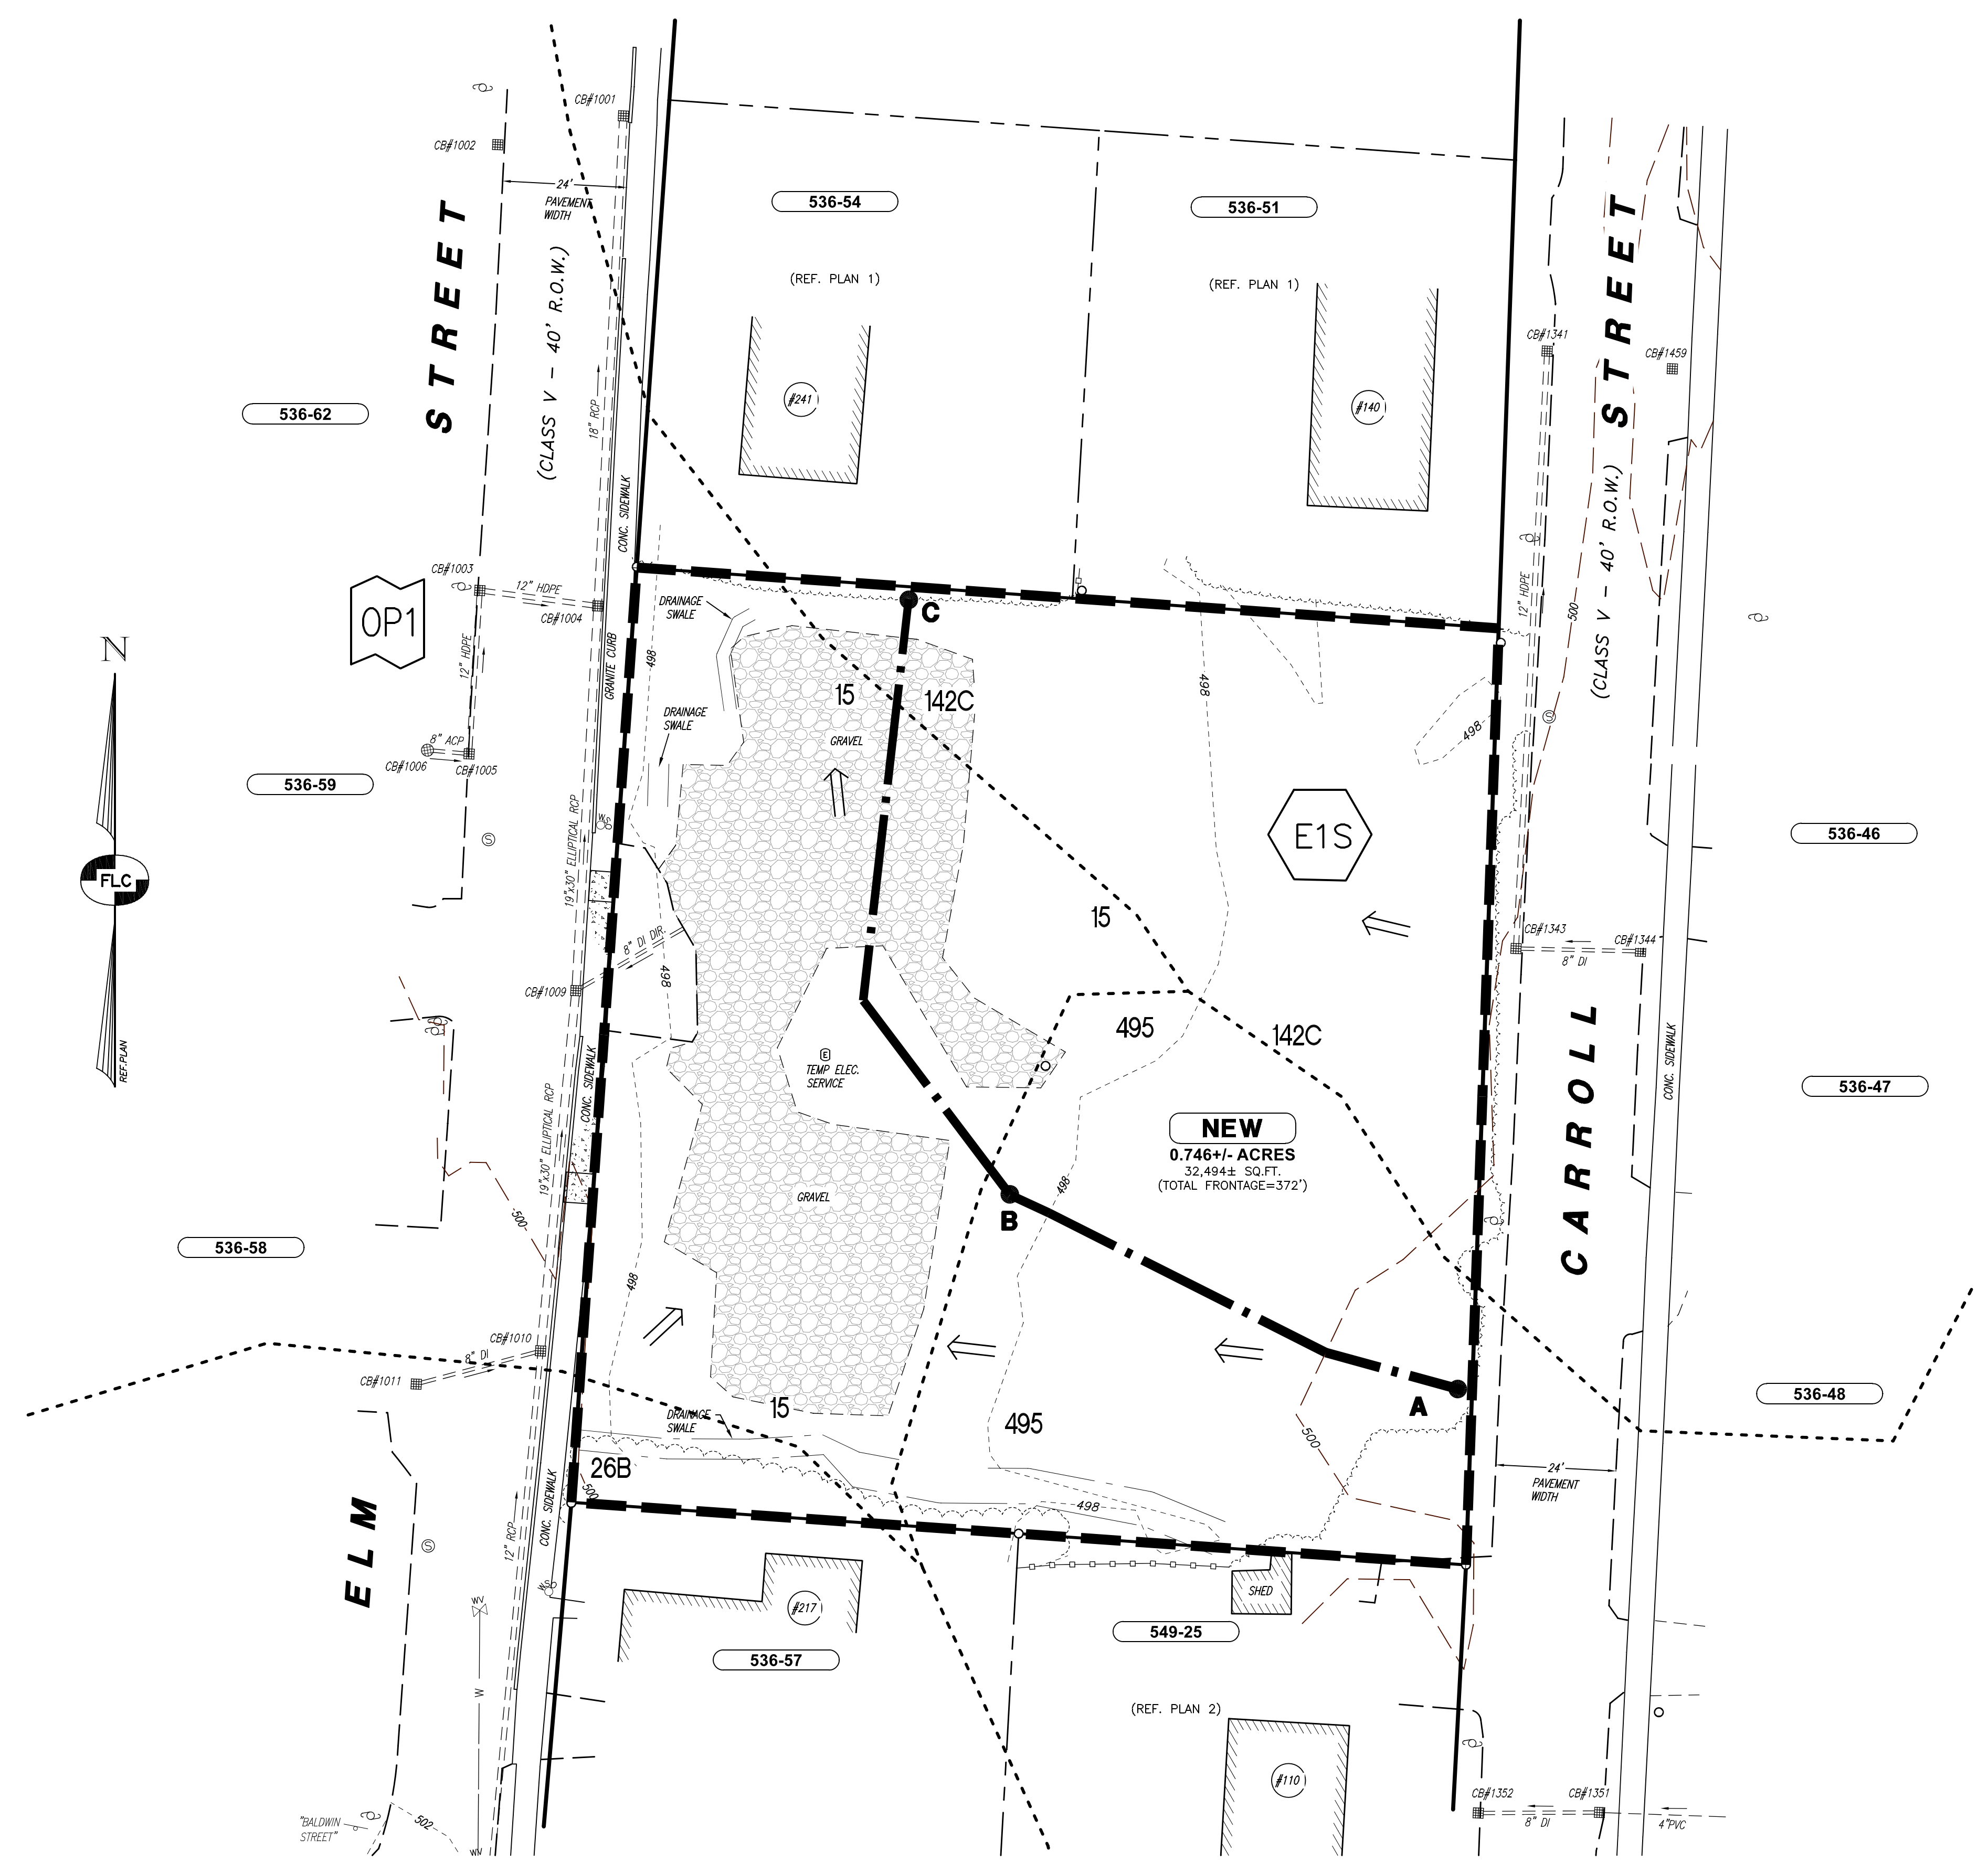 CB#1001
CB#1002
24'
PAVEMENT
WIDTH
STREET
(CLASS V - 40' R.O.W.)
18" RCP
CONC. SIDEWALK
536-54
(REF. PLAN 1)
#241
536-51
(REF. PLAN 1)
#140
STREET
CB#1341
CB#1459
(CLASS V - 40' R.O.W.)
12" HDPE
500
536-62
CB#1003
12" HDPE
CB#1004
OP1
12" HDPE
GRANITE CURB
498
DRAINAGE
SWALE
C
15
142C
498
498
S
DRAINAGE
SWALE
GRAVEL
8" ACP
CB#1006
CB#1005
536-59
S
WSO
19"x30" ELLIPTICAL RCP
E1S
536-46
N
FLC
REF.PLAN
8" DI DIR.
498
15
CB#1343
CB#1344
8" DI
CB#1009
495
142C
E
TEMP ELEC.
SERVICE
CONC. SIDEWALK
CONC. SIDEWALK
536-47
CARROLL
NEW
0.746+/- ACRES
32,494± SQ.FT.
(TOTAL FRONTAGE=372')
19"x30" ELLIPTICAL RCP
GRAVEL
498
B
500
536-58
498
CB#1010
8" DI
CB#1011
A
536-48
15
DRAINAGE
SWALE
495
500
26B
500
498
24'
PAVEMENT
WIDTH
ELM
S
CONC. SIDEWALK
12" RCP
WSO
WV
W
#217
536-57
SHED
549-25
(REF. PLAN 2)
#110
CB#1352
CB#1351
8" DI
4"PVC
"BALDWIN
STREET"
502
WV